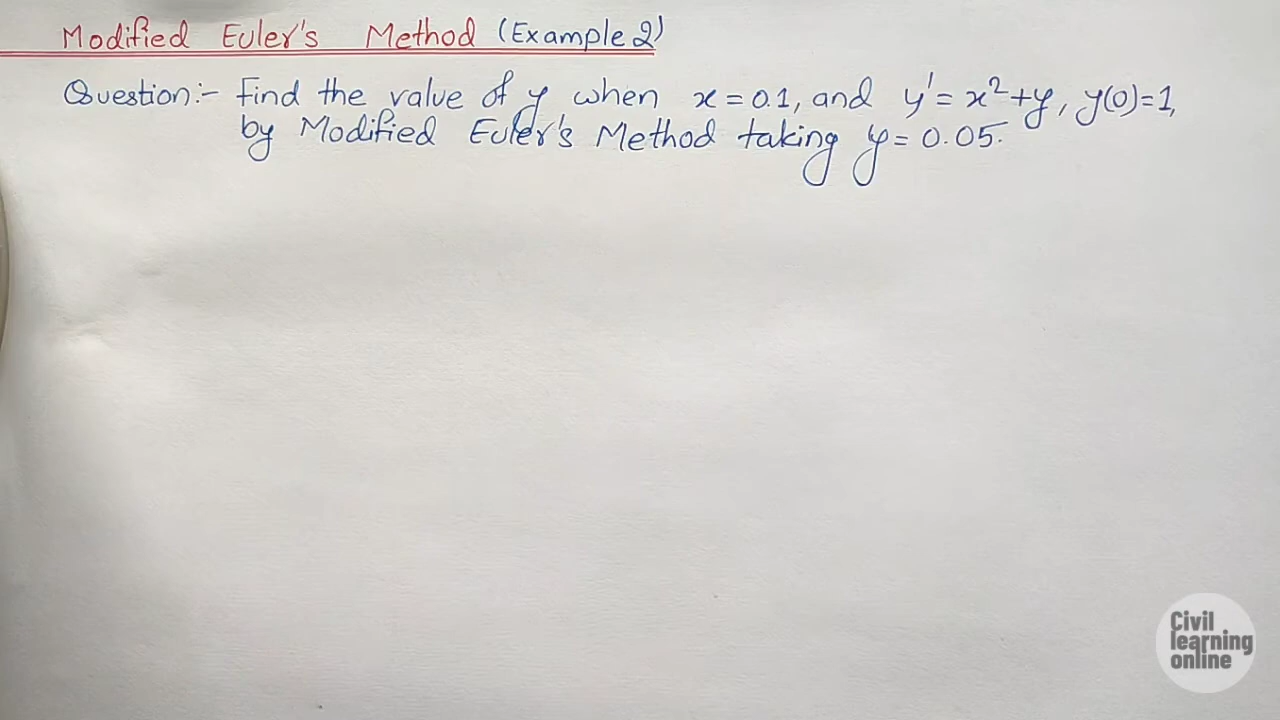 Modified Euler's Method (Example 2)
Question:- Find the value of y when x = 0.1, and y' = x²+y, y(0)=1,
by Modified Euler's Method taking y = 0.05.
Civil
learning
online